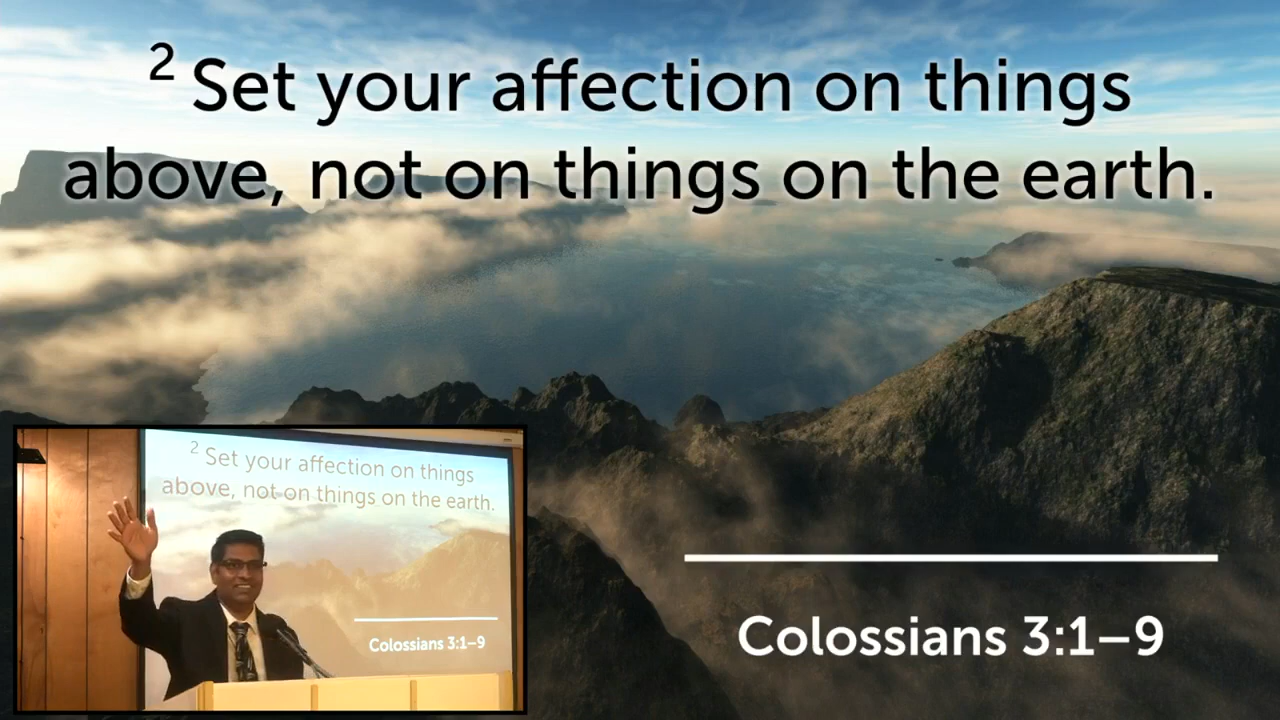 ² Set your affection on things
above, not on things on the earth.
Colossians 3:1–9
² Set your affection on things
above, not on things on the earth.
Colossians 3:1–9